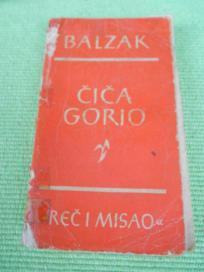 BALZAK
ČIČA
GORIO
REČ I MISAO«